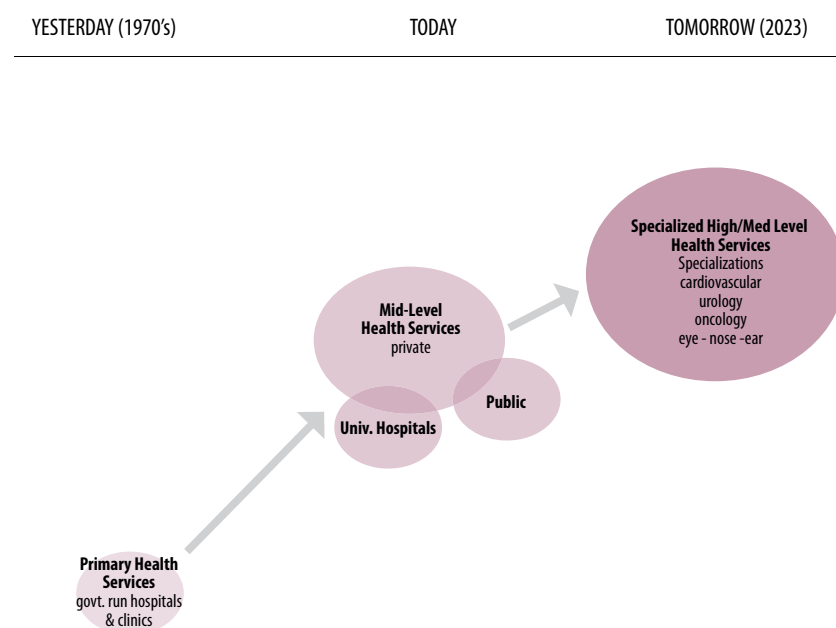 YESTERDAY (1970's)
TODAY
TOMORROW (2023)
Specialized High/Med Level
Health Services
Specializations
cardiovascular
urology
oncology
eye - nose -ear
Mid-Level
Health Services
private
Public
Univ. Hospitals
Primary Health
Services
govt. run hospitals
& clinics